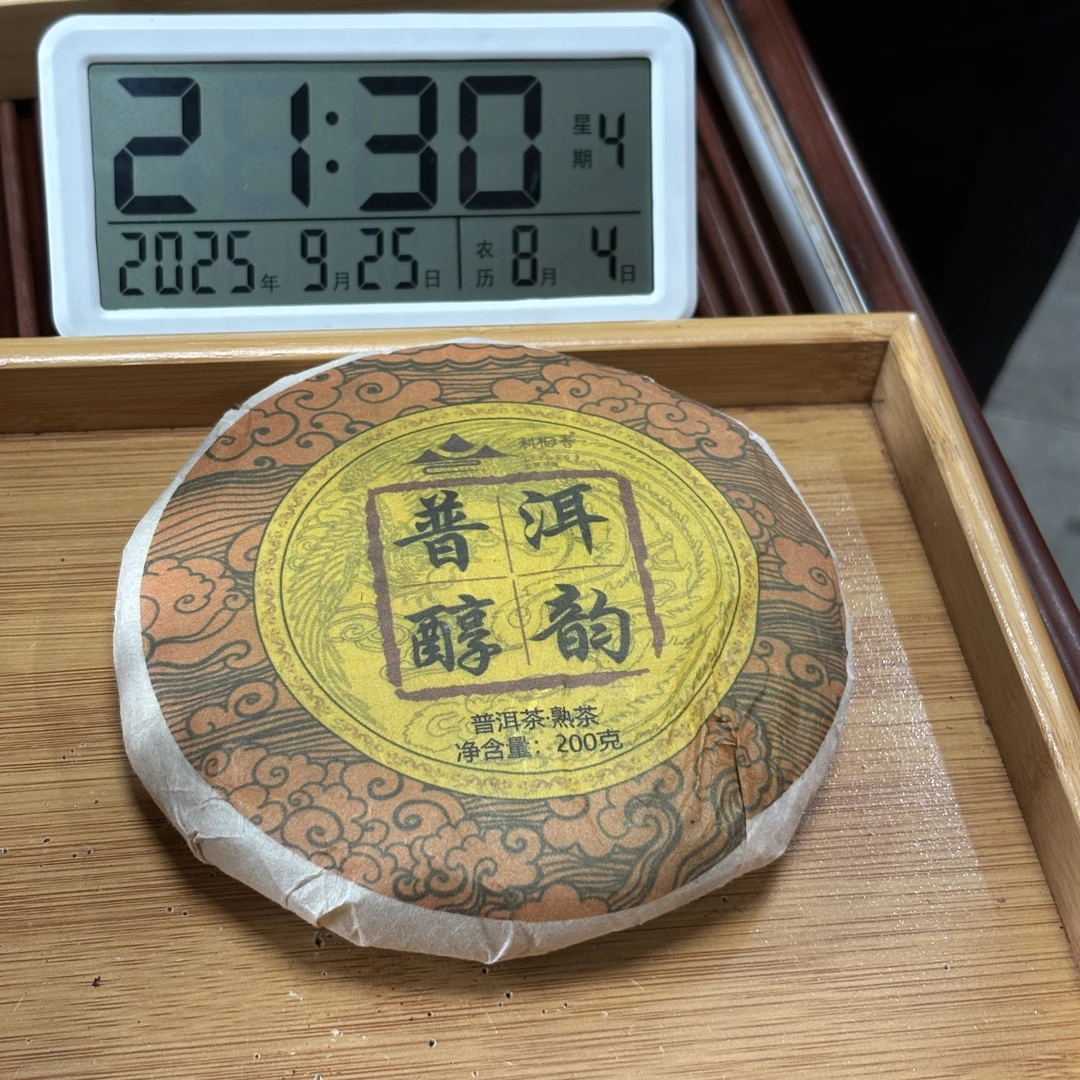 21:30 星期4
2025年 9月25日 农历8月 4日
普洱
醇韵
普洱茶·熟茶
净含量：200克